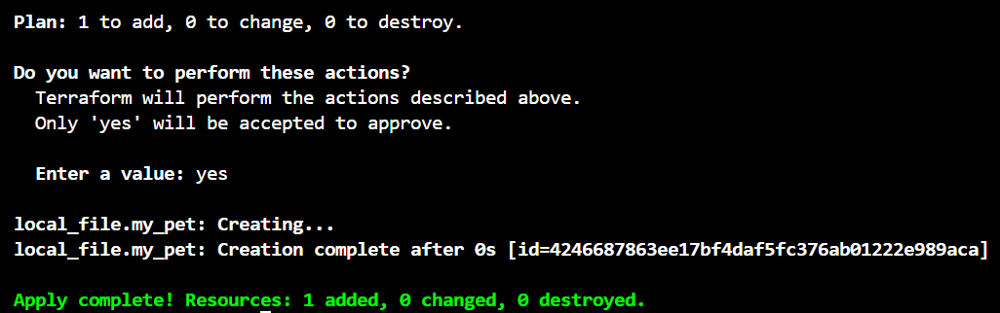 Plan: 1 to add, 0 to change, 0 to destroy.
Do you want to perform these actions?
Terraform will perform the actions described above.
Only 'yes' will be accepted to approve.
Enter a value: yes
local_file.my_pet: Creating...
local_file.my_pet: Creation complete after 0s [id=4246687863ee17bf4daf5fc376ab01222e989aca]
Apply complete! Resources: 1 added, 0 changed, 0 destroyed.